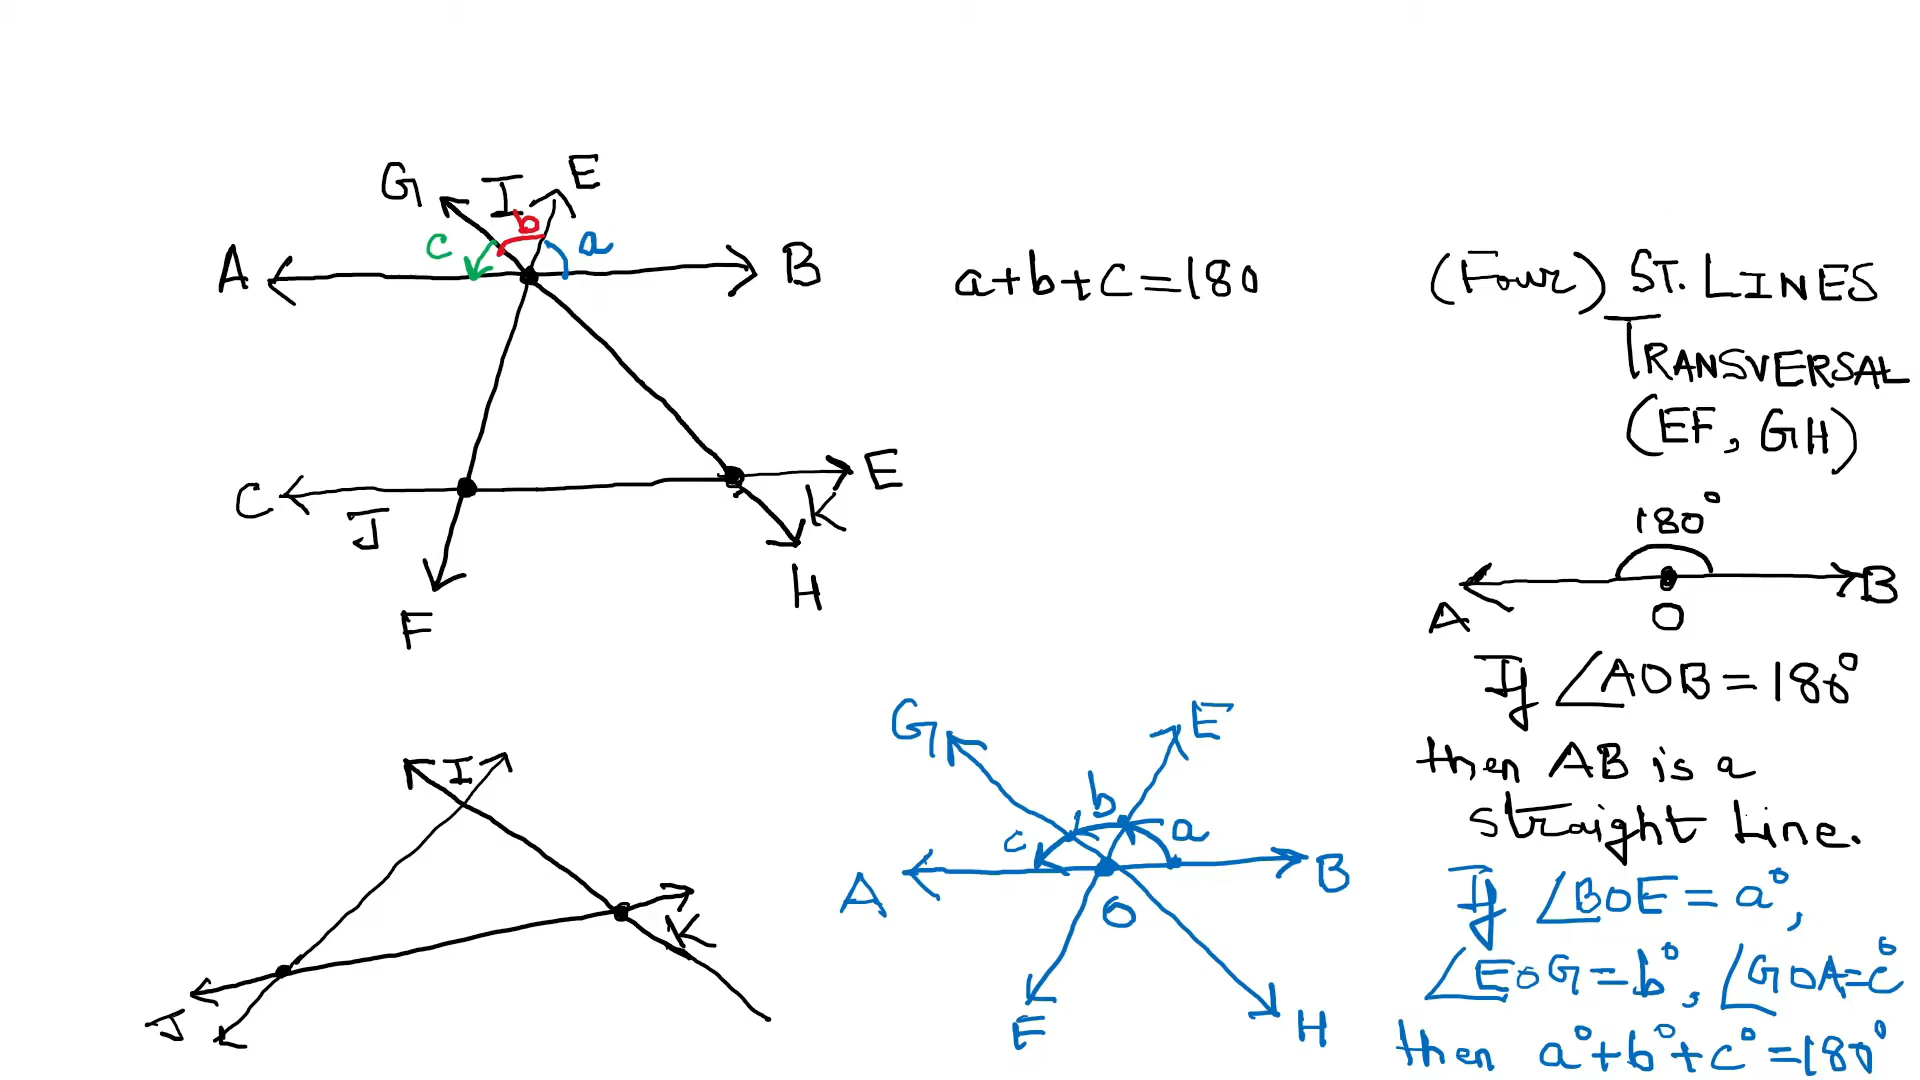 G I E
c b a
A B
a+b+c=180
C J K E
F H
(Four) ST. LINES
TRANSVERSAL
(EF, GH)
180°
A O B
If ∠AOB = 180°
then AB is a
straight Line.
If ∠BOE = a°,
∠EOG = b°, ∠GOA = c°
then a°+b°+c° = 180°
I
K
J
G E
b
c a
A O B
F H